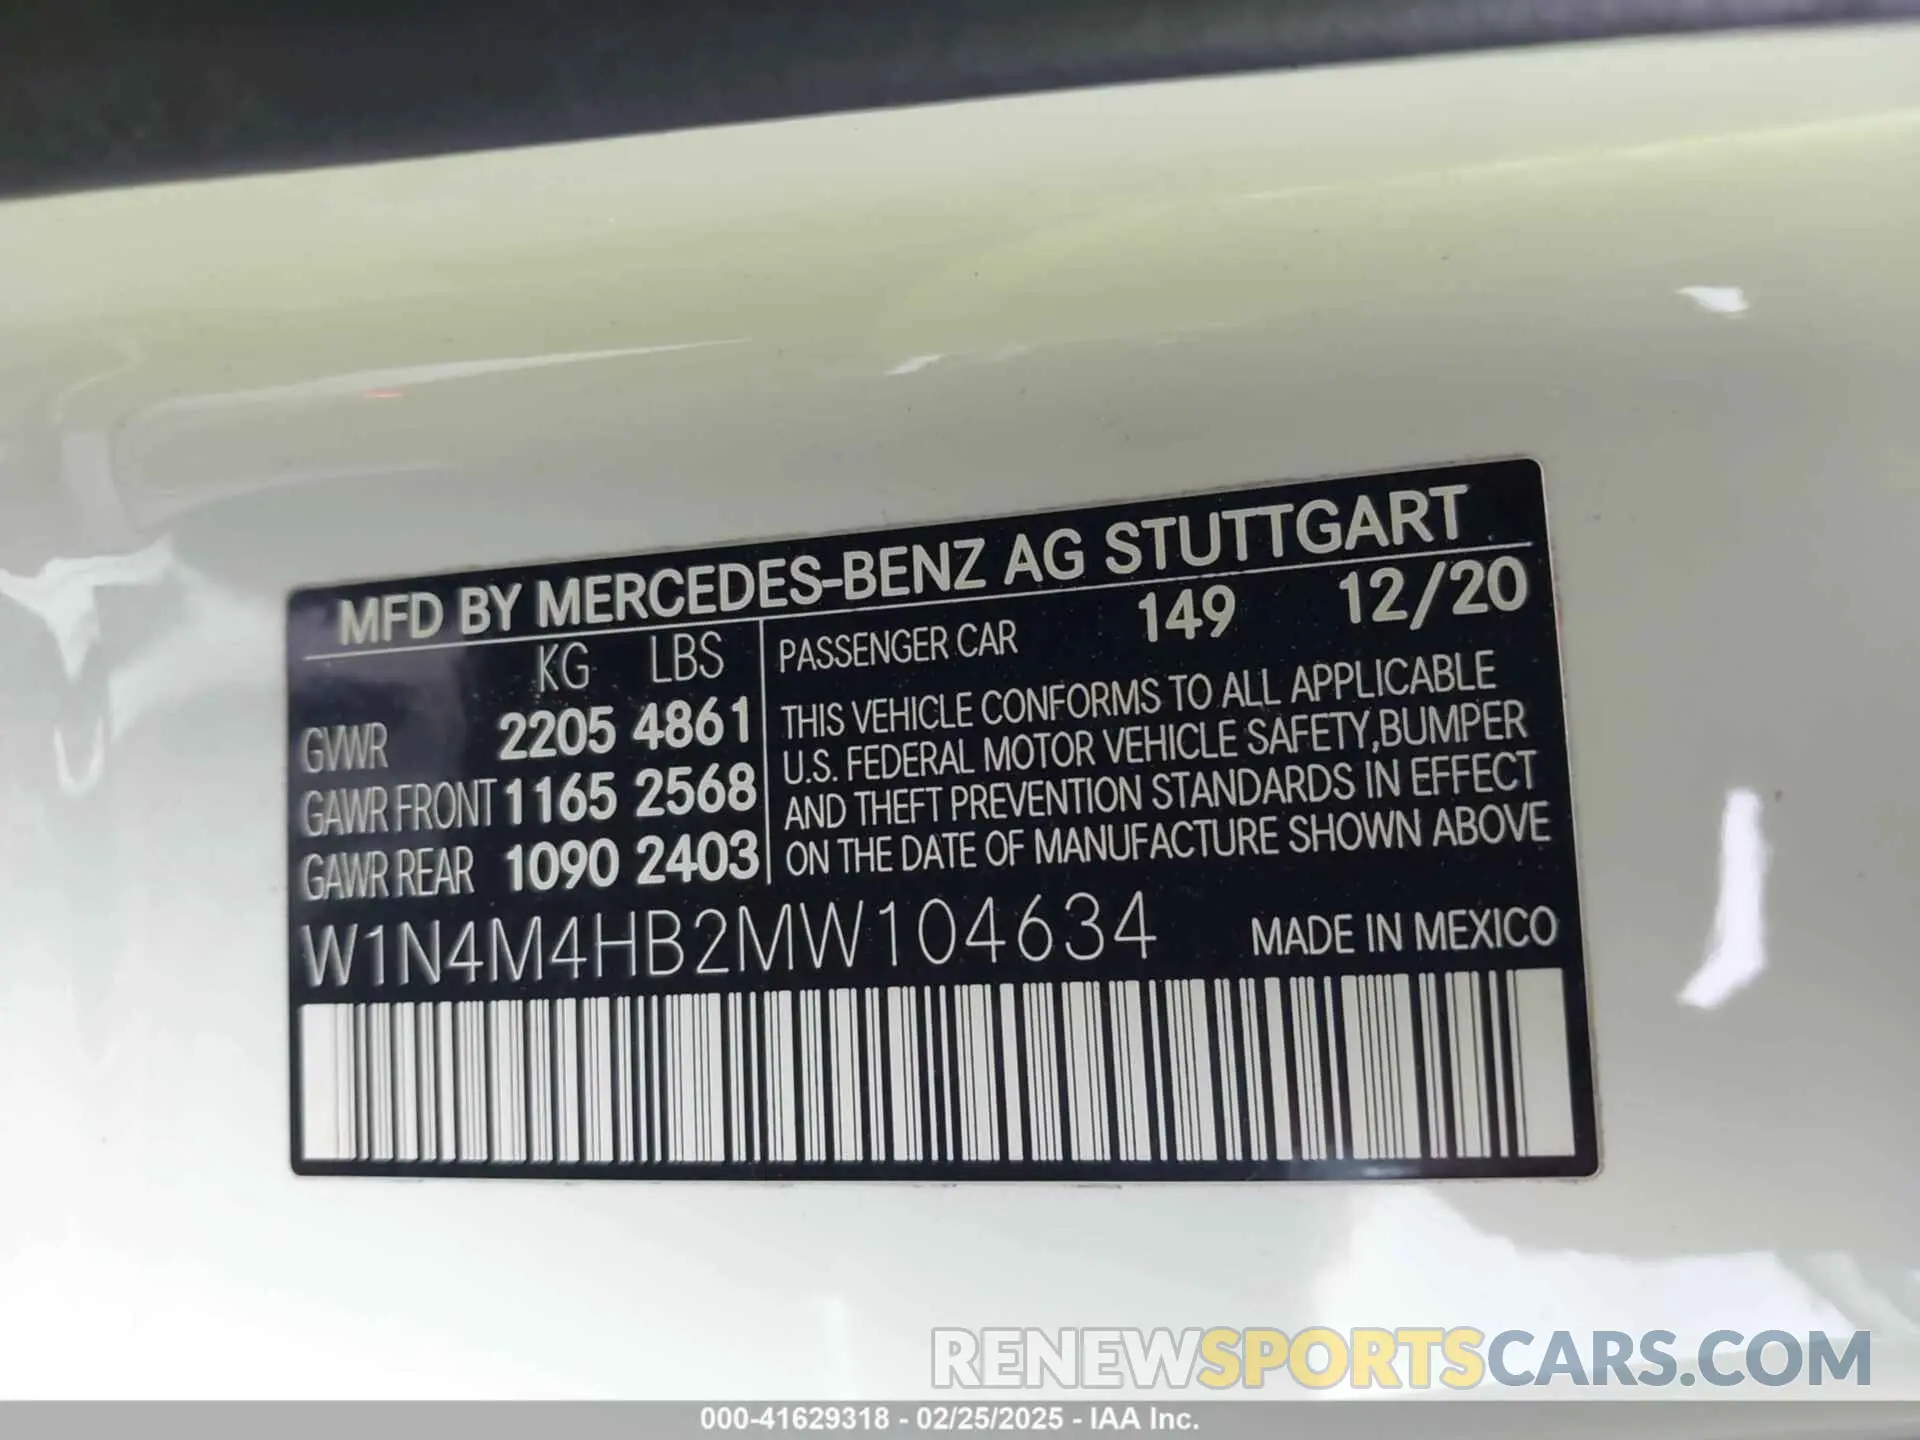 MFD BY MERCEDES-BENZ AG STUTTGART
KG LBS
GVWR 2205 4861
GAWR FRONT 1165 2568
GAWR REAR 1090 2403
PASSENGER CAR 149 12/20
THIS VEHICLE CONFORMS TO ALL APPLICABLE
U.S. FEDERAL MOTOR VEHICLE SAFETY,BUMPER
AND THEFT PREVENTION STANDARDS IN EFFECT
ON THE DATE OF MANUFACTURE SHOWN ABOVE
W1N4M4HB2MW104634 MADE IN MEXICO
RENEWSPORTSCARS.COM
000-41629318 - 02/25/2025 - IAA Inc.